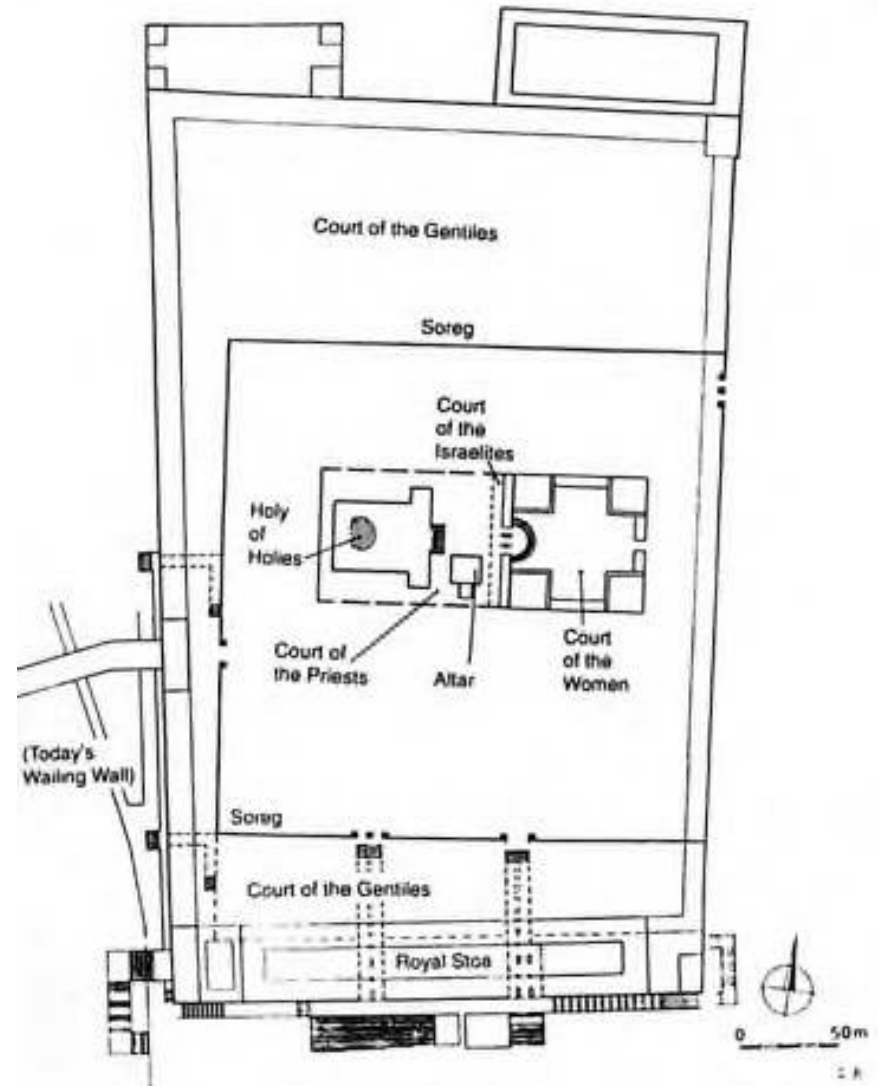 Court of the Gentiles
Soreg
Court
of the
Israelites
Holy
of
Holies
Court of
the Priests
Altar
Court
of the
Women
(Today's
Wailing Wall)
Soreg
Court of the Gentiles
Royal Stoa
0 50m